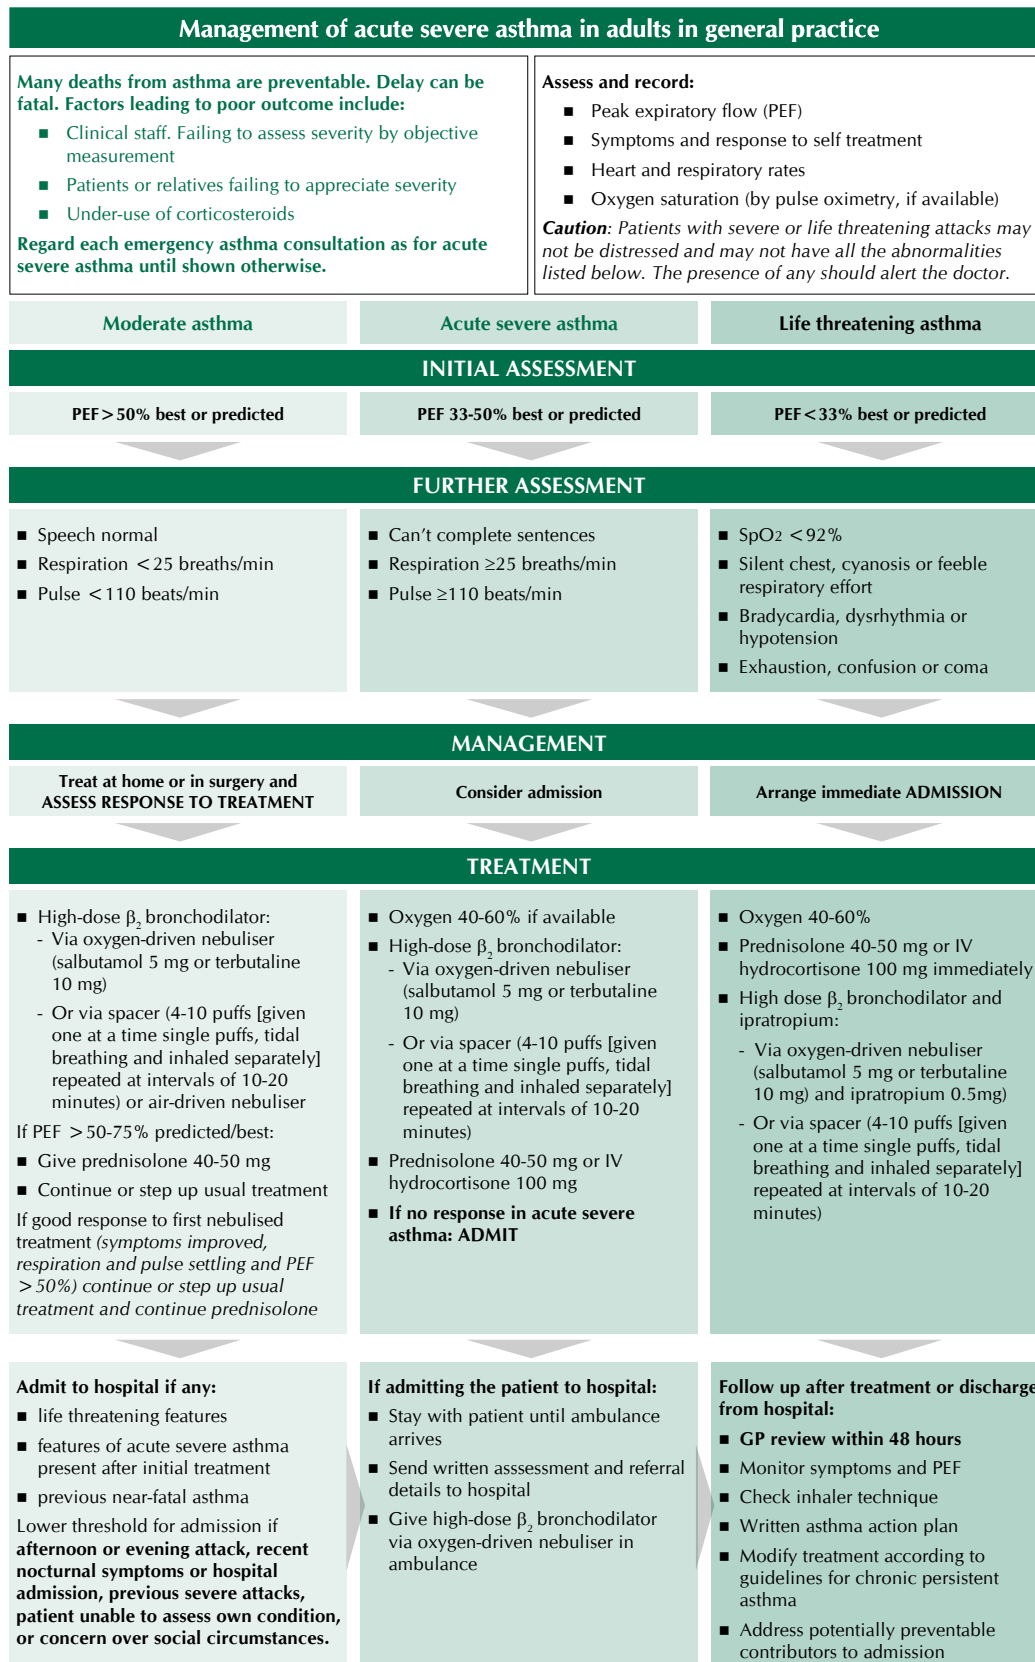 Management of acute severe asthma in adults in general practice
Many deaths from asthma are preventable. Delay can be
fatal. Factors leading to poor outcome include:
■ Clinical staff. Failing to assess severity by objective
measurement
■ Patients or relatives failing to appreciate severity
■ Under-use of corticosteroids
Regard each emergency asthma consultation as for acute
severe asthma until shown otherwise.
Assess and record:
■ Peak expiratory flow (PEF)
■ Symptoms and response to self treatment
■ Heart and respiratory rates
■ Oxygen saturation (by pulse oximetry, if available)
Caution: Patients with severe or life threatening attacks may
not be distressed and may not have all the abnormalities
listed below. The presence of any should alert the doctor.
Moderate asthma
Acute severe asthma
Life threatening asthma
INITIAL ASSESSMENT
PEF>50% best or predicted
PEF 33-50% best or predicted
PEF<33% best or predicted
FURTHER ASSESSMENT
■ Speech normal
■ Respiration <25 breaths/min
■ Pulse <110 beats/min
■ Can't complete sentences
■ Respiration ≥25 breaths/min
■ Pulse ≥110 beats/min
■ SpO2 <92%
■ Silent chest, cyanosis or feeble
respiratory effort
■ Bradycardia, dysrhythmia or
hypotension
■ Exhaustion, confusion or coma
MANAGEMENT
Treat at home or in surgery and
ASSESS RESPONSE TO TREATMENT
Consider admission
Arrange immediate ADMISSION
TREATMENT
■ High-dose β2 bronchodilator:
- Via oxygen-driven nebuliser
(salbutamol 5 mg or terbutaline
10 mg)
- Or via spacer (4-10 puffs [given
one at a time single puffs, tidal
breathing and inhaled separately]
repeated at intervals of 10-20
minutes) or air-driven nebuliser
If PEF >50-75% predicted/best:
■ Give prednisolone 40-50 mg
■ Continue or step up usual treatment
If good response to first nebulised
treatment (symptoms improved,
respiration and pulse settling and PEF
>50%) continue or step up usual
treatment and continue prednisolone
■ Oxygen 40-60% if available
■ High-dose β2 bronchodilator:
- Via oxygen-driven nebuliser
(salbutamol 5 mg or terbutaline
10 mg)
- Or via spacer (4-10 puffs [given
one at a time single puffs, tidal
breathing and inhaled separately]
repeated at intervals of 10-20
minutes)
■ Prednisolone 40-50 mg or IV
hydrocortisone 100 mg
■ If no response in acute severe
asthma: ADMIT
■ Oxygen 40-60%
■ Prednisolone 40-50 mg or IV
hydrocortisone 100 mg immediately
■ High dose β2 bronchodilator and
ipratropium:
- Via oxygen-driven nebuliser
(salbutamol 5 mg or terbutaline
10 mg) and ipratropium 0.5mg)
- Or via spacer (4-10 puffs [given
one at a time single puffs, tidal
breathing and inhaled separately]
repeated at intervals of 10-20
minutes)
Admit to hospital if any:
■ life threatening features
■ features of acute severe asthma
present after initial treatment
■ previous near-fatal asthma
Lower threshold for admission if
afternoon or evening attack, recent
nocturnal symptoms or hospital
admission, previous severe attacks,
patient unable to assess own condition,
or concern over social circumstances.
If admitting the patient to hospital:
■ Stay with patient until ambulance
arrives
■ Send written asssessment and referral
details to hospital
■ Give high-dose β2 bronchodilator
via oxygen-driven nebuliser in
ambulance
Follow up after treatment or discharge
from hospital:
■ GP review within 48 hours
■ Monitor symptoms and PEF
■ Check inhaler technique
■ Written asthma action plan
■ Modify treatment according to
guidelines for chronic persistent
asthma
■ Address potentially preventable
contributors to admission